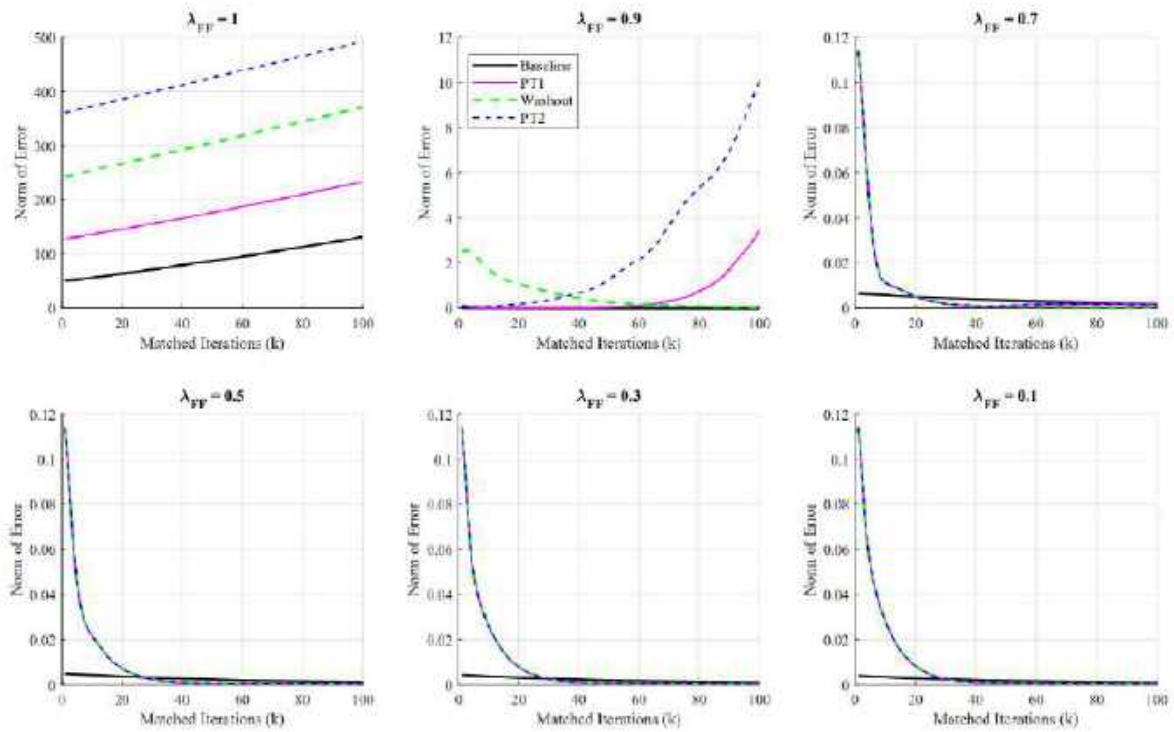 λ_FF = 1
500
400
300
200
100
0
Norm of Error
0 20 40 60 80 100
Matched Iterations (k)
λ_FF = 0.9
12
10
8
6
4
2
0
Norm of Error
Baseline
PT1
Washout
PT2
0 20 40 60 80 100
Matched Iterations (k)
λ_FF = 0.7
0.12
0.1
0.08
0.06
0.04
0.02
0
Norm of Error
0 20 40 60 80 100
Matched Iterations (k)
λ_FF = 0.5
0.12
0.1
0.08
0.06
0.04
0.02
0
Norm of Error
0 20 40 60 80 100
Matched Iterations (k)
λ_FF = 0.3
0.12
0.1
0.08
0.06
0.04
0.02
0
Norm of Error
0 20 40 60 80 100
Matched Iterations (k)
λ_FF = 0.1
0.12
0.1
0.08
0.06
0.04
0.02
0
Norm of Error
0 20 40 60 80 100
Matched Iterations (k)